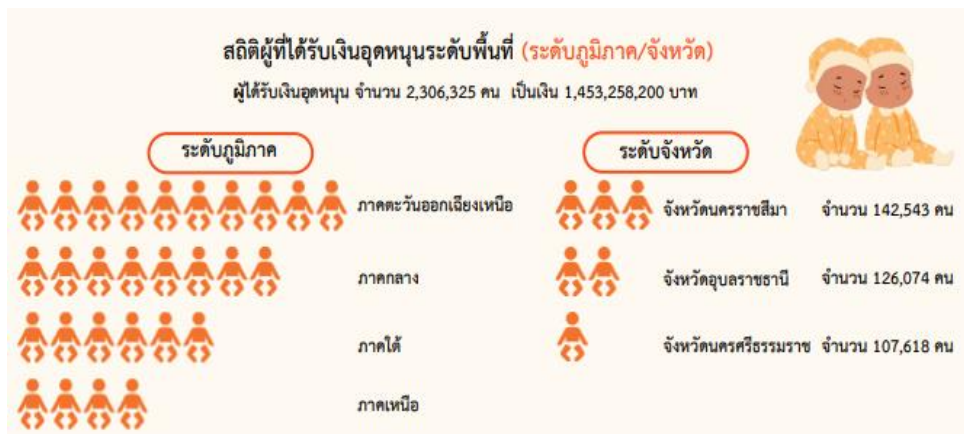 สถิติผู้ที่ได้รับเงินอุดหนุนระดับพื้นที่ (ระดับภูมิภาค/จังหวัด)
ผู้ได้รับเงินอุดหนุน จำนวน 2,306,325 คน เป็นเงิน 1,453,258,200 บาท
ระดับภูมิภาค
ภาคตะวันออกเฉียงเหนือ
ภาคกลาง
ภาคใต้
ภาคเหนือ
ระดับจังหวัด
จังหวัดนครราชสีมา จำนวน 142,543 คน
จังหวัดอุบลราชธานี จำนวน 126,074 คน
จังหวัดนครศรีธรรมราช จำนวน 107,618 คน